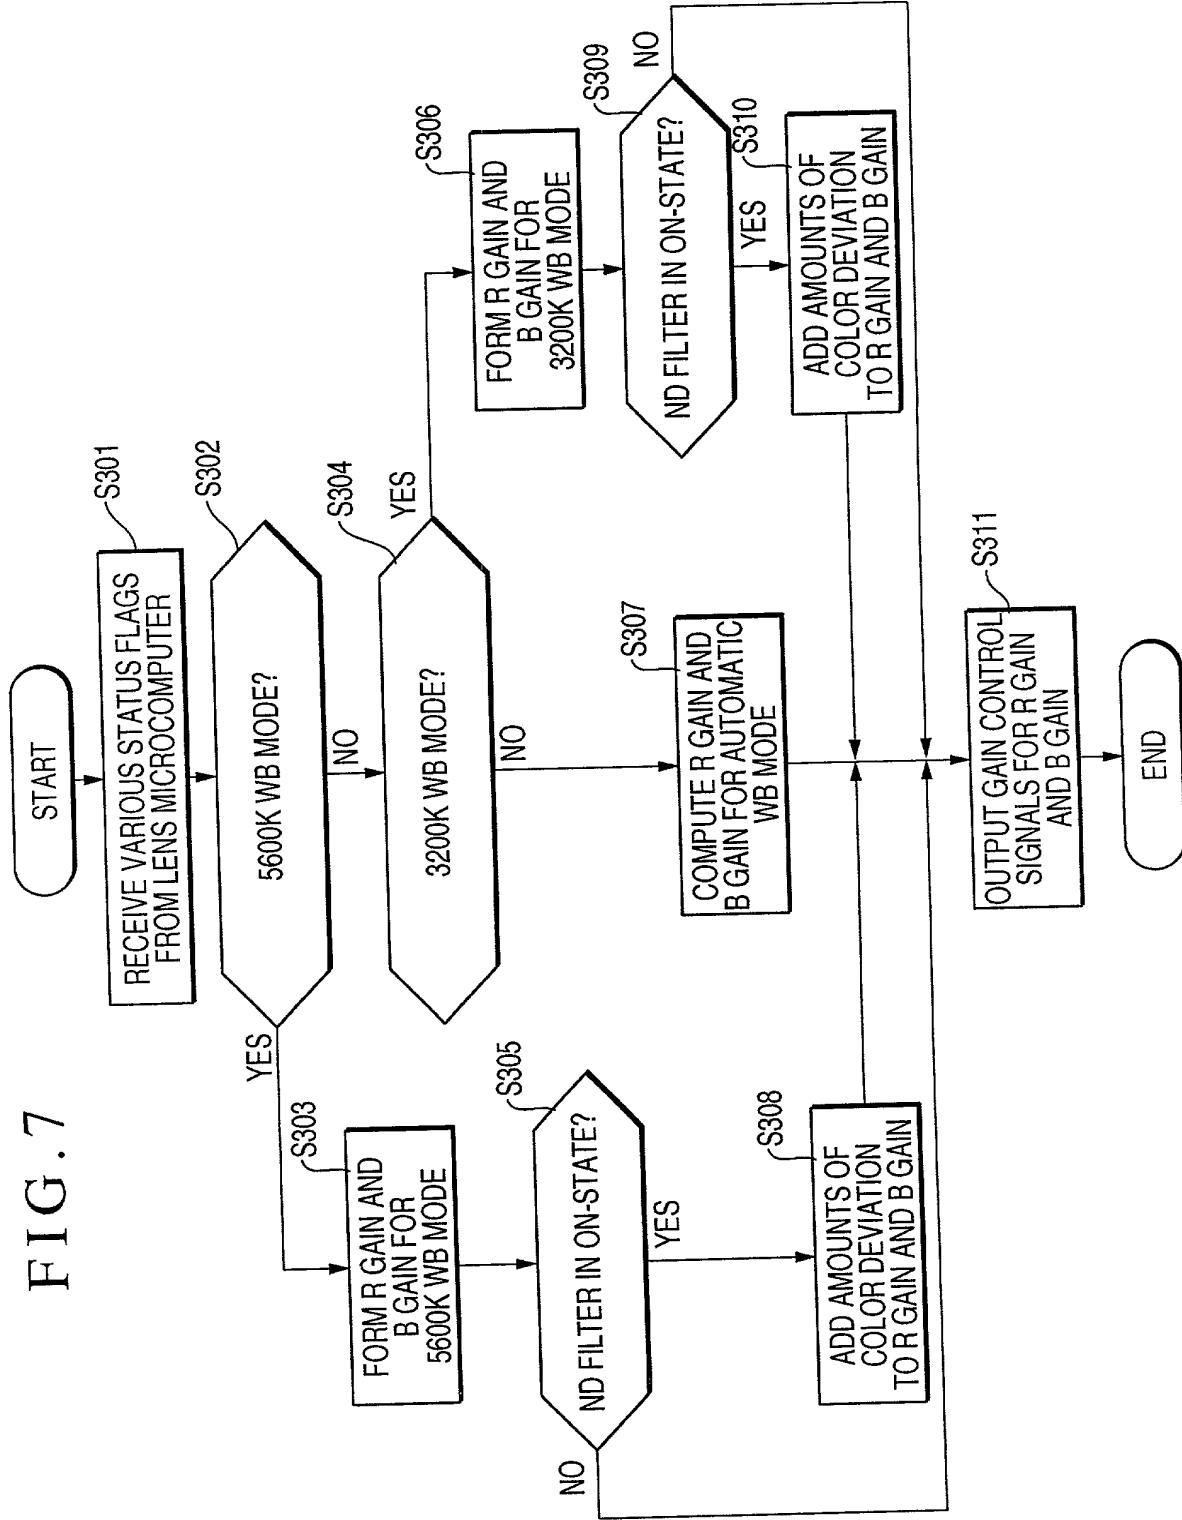 FIG. 7
START
S301
RECEIVE VARIOUS STATUS FLAGS
FROM LENS MICROCOMPUTER
S302
5600K WB MODE?
YES
NO
S303
FORM R GAIN AND
B GAIN FOR
5600K WB MODE
S304
3200K WB MODE?
YES
NO
S305
ND FILTER IN ON-STATE?
NO
YES
S306
FORM R GAIN AND
B GAIN FOR
3200K WB MODE
S307
COMPUTE R GAIN AND
B GAIN FOR AUTOMATIC
WB MODE
S308
ADD AMOUNTS OF
COLOR DEVIATION
TO R GAIN AND B GAIN
S309
ND FILTER IN ON-STATE?
NO
YES
S310
ADD AMOUNTS OF
COLOR DEVIATION
TO R GAIN AND B GAIN
S311
OUTPUT GAIN CONTROL
SIGNALS FOR R GAIN
AND B GAIN
END